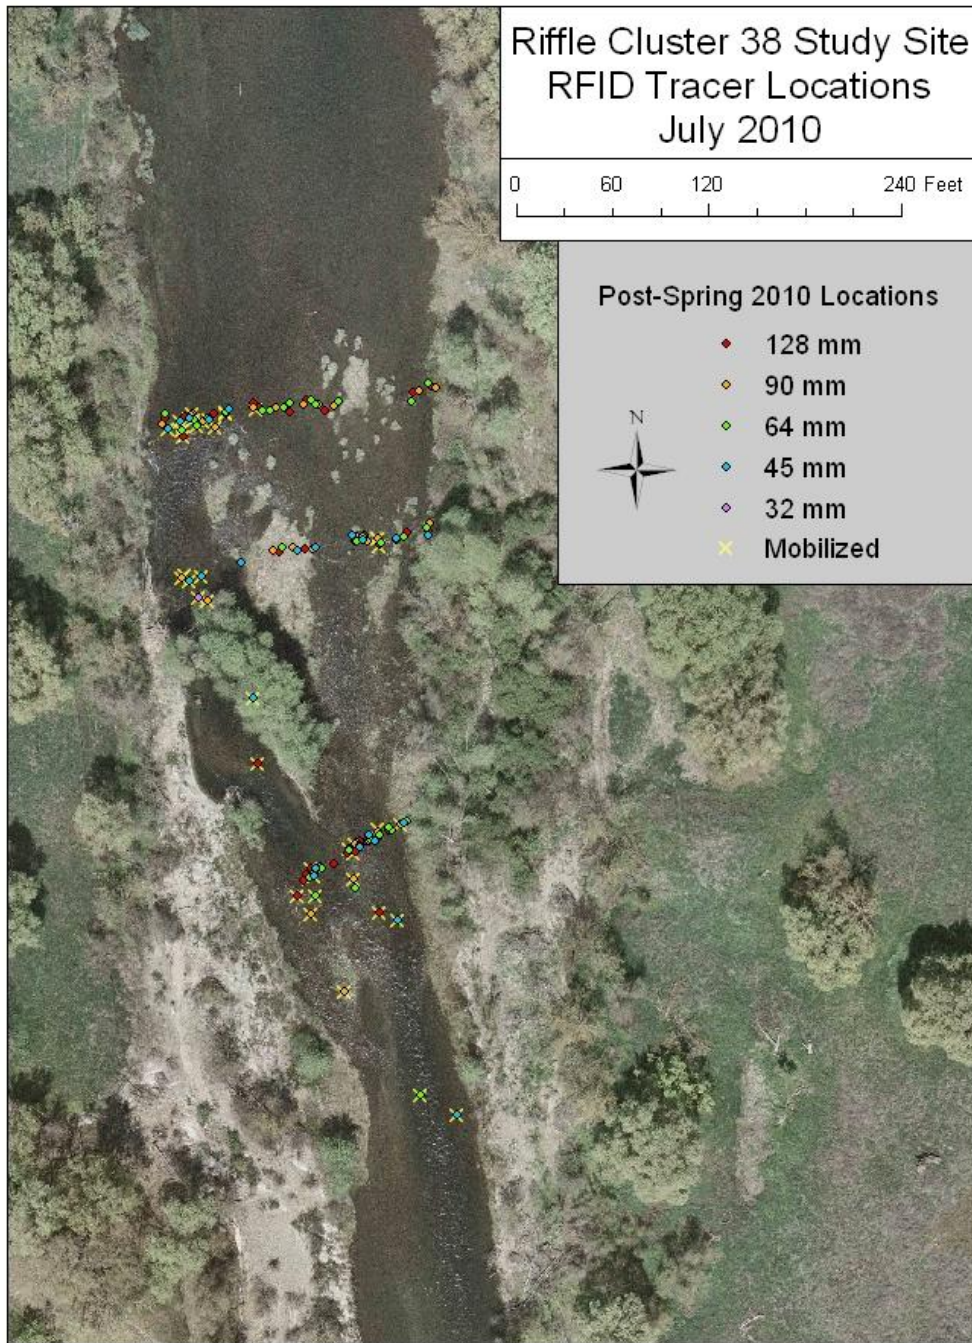 Riffle Cluster 38 Study Site
RFID Tracer Locations
July 2010
0 60 120 240 Feet
Post-Spring 2010 Locations
128 mm
90 mm
64 mm
45 mm
32 mm
Mobilized
N